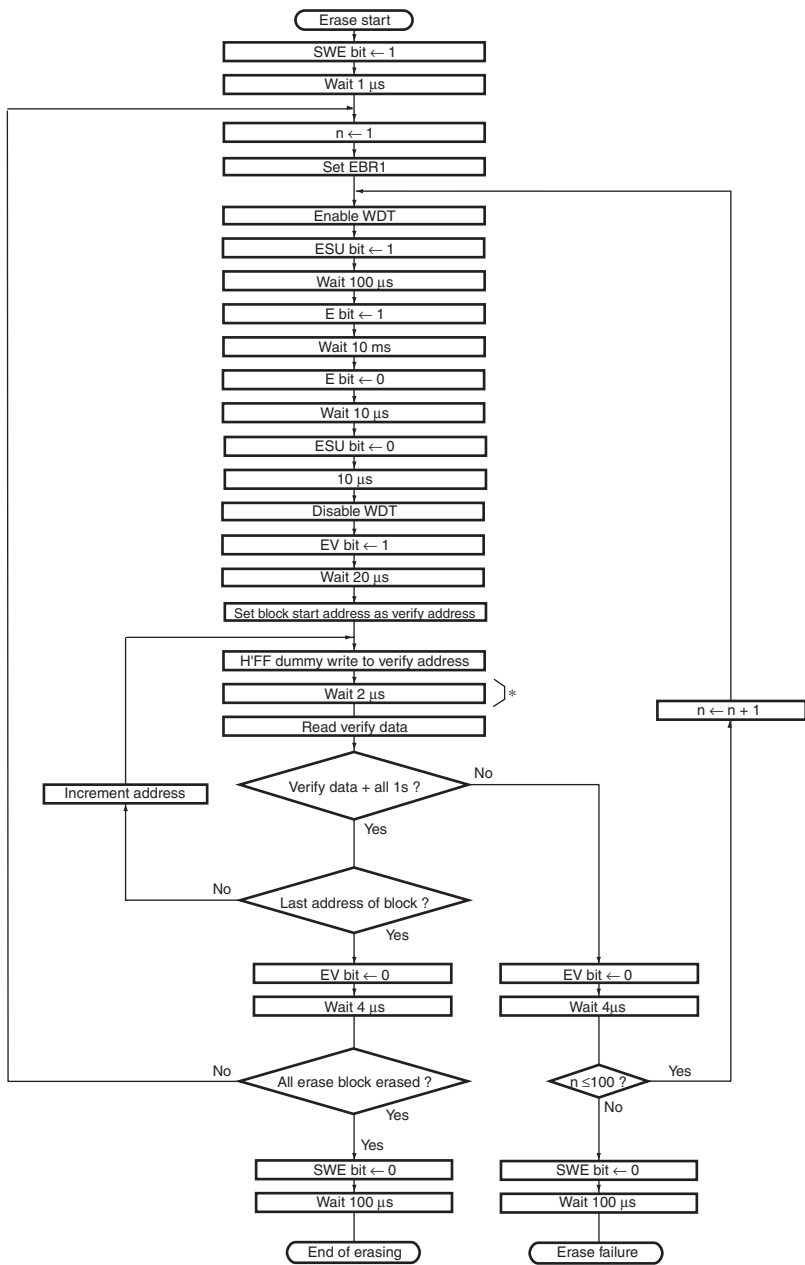 Erase start
SWE bit ← 1
Wait 1 μs
n ← 1
Set EBR1
Enable WDT
ESU bit ← 1
Wait 100 μs
E bit ← 1
Wait 10 ms
E bit ← 0
Wait 10 μs
ESU bit ← 0
10 μs
Disable WDT
EV bit ← 1
Wait 20 μs
Set block start address as verify address
H'FF dummy write to verify address
Wait 2 μs
*
n ← n + 1
Read verify data
Verify data + all 1s ?
No
Increment address
Yes
No
Last address of block ?
Yes
EV bit ← 0
EV bit ← 0
Wait 4 μs
Wait 4μs
No
All erase block erased ?
n ≤100 ?
Yes
Yes
No
Yes
SWE bit ← 0
SWE bit ← 0
Wait 100 μs
Wait 100 μs
End of erasing
Erase failure